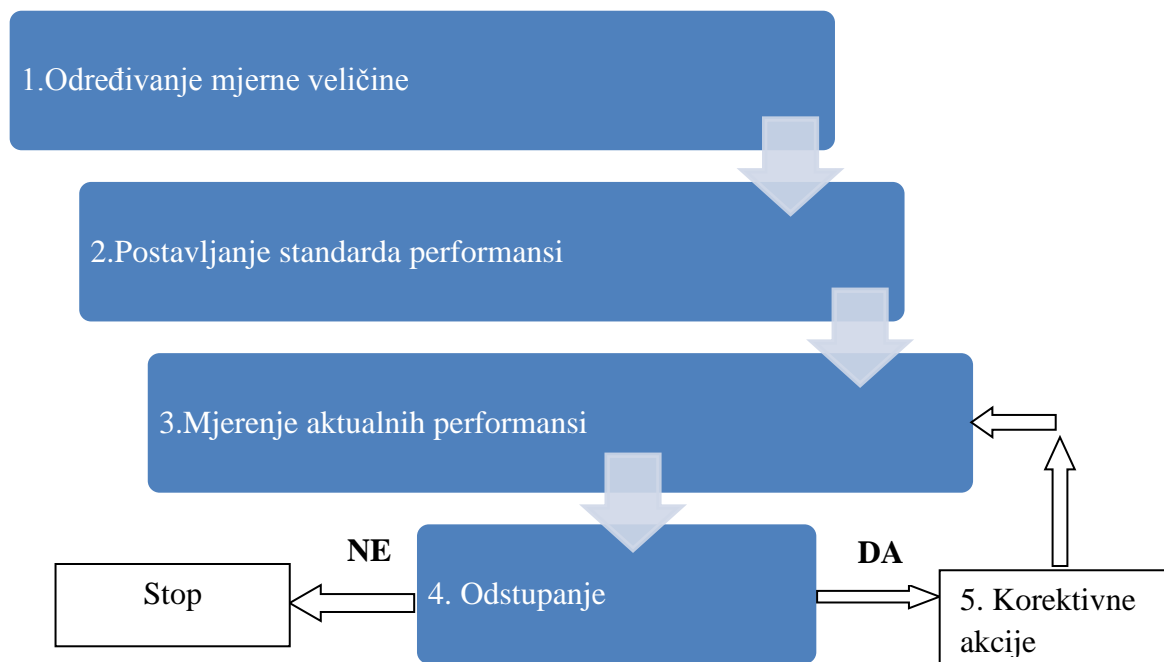 1.Određivanje mjerne veličine
2.Postavljanje standarda performansi
3.Mjerenje aktualnih performansi
NE
DA
Stop
4. Odstupanje
5. Korektivne
akcije